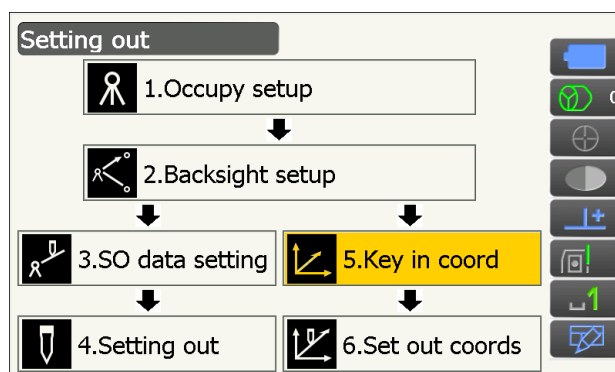 Setting out
1.Occupy setup
2.Backsight setup
3.SO data setting
5.Key in coord
4.Setting out
6.Set out coords